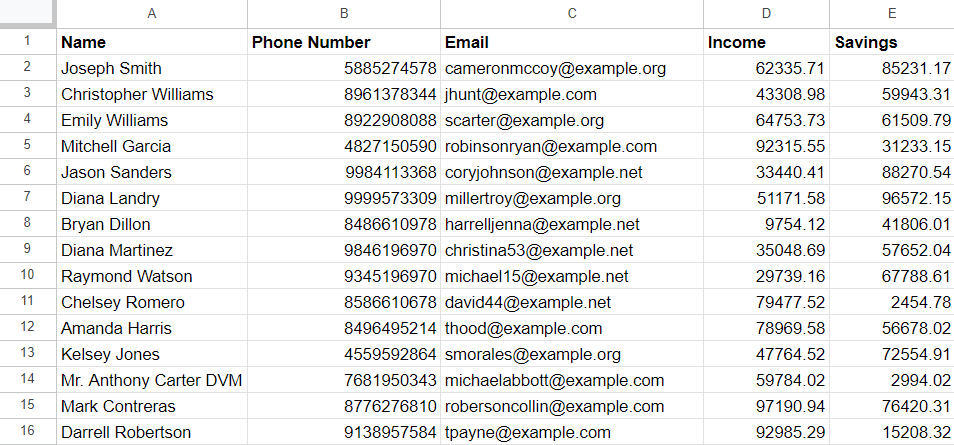 A B C D E
1 Name Phone Number Email Income Savings
2 Joseph Smith 5885274578 cameronmccoy@example.org 62335.71 85231.17
3 Christopher Williams 8961378344 jhunt@example.com 43308.98 59943.31
4 Emily Williams 8922908088 scarter@example.org 64753.73 61509.79
5 Mitchell Garcia 4827150590 robinsonryan@example.com 92315.55 31233.15
6 Jason Sanders 9984113368 coryjohnson@example.net 33440.41 88270.54
7 Diana Landry 9999573309 millertroy@example.org 51171.58 96572.15
8 Bryan Dillon 8486610978 harrelljenna@example.net 9754.12 41806.01
9 Diana Martinez 9846196970 christina53@example.net 35048.69 57652.04
10 Raymond Watson 9345196970 michael15@example.net 29739.16 67788.61
11 Chelsey Romero 8586610678 david44@example.net 79477.52 2454.78
12 Amanda Harris 8496495214 thood@example.com 78969.58 56678.02
13 Kelsey Jones 4559592864 smorales@example.org 47764.52 72554.91
14 Mr. Anthony Carter DVM 7681950343 michaelabbott@example.com 59784.02 2994.02
15 Mark Contreras 8776276810 robersoncollin@example.com 97190.94 76420.31
16 Darrell Robertson 9138957584 tpayne@example.com 92985.29 15208.32